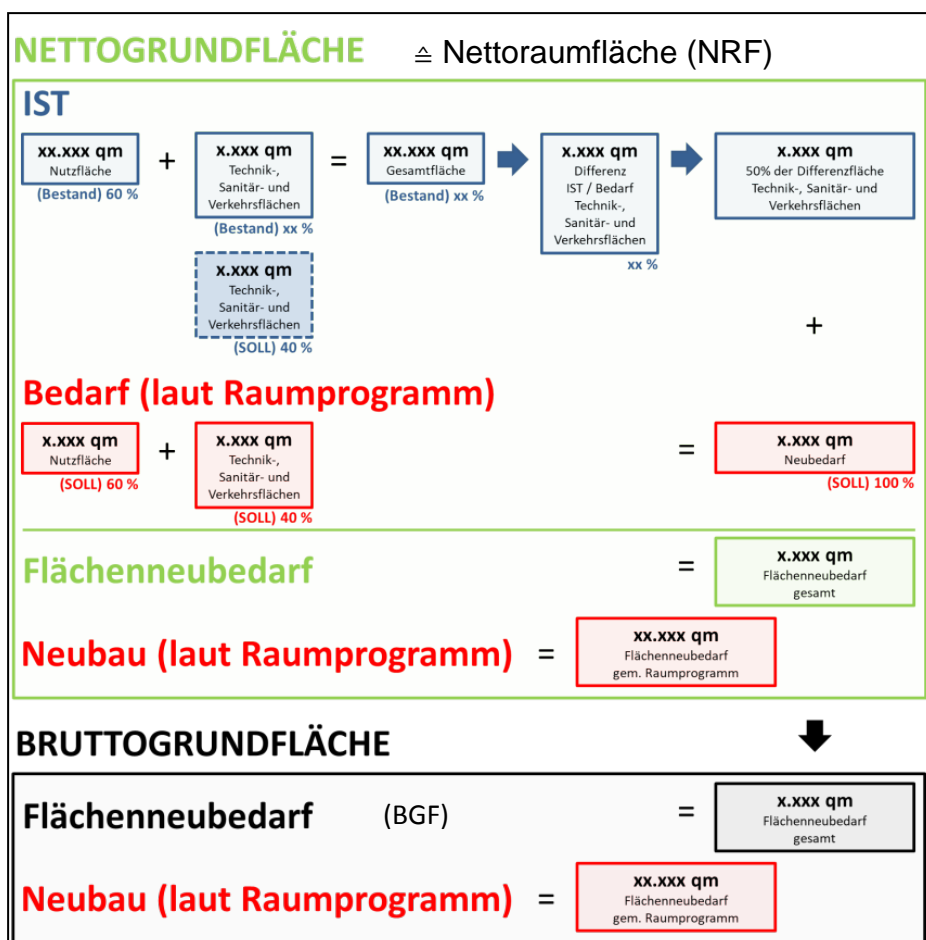 NETTOGRUNDFLÄCHE ≙ Nettoraumfläche (NRF)
IST
xx.xxx qm
Nutzfläche
(Bestand) 60 %
+
x.xxx qm
Technik-,
Sanitär- und
Verkehrsflächen
(Bestand) xx %
=
xx.xxx qm
Gesamtfläche
(Bestand) xx %
x.xxx qm
Differenz
IST / Bedarf
Technik-,
Sanitär- und
Verkehrsflächen
xx %
x.xxx qm
50% der Differenzfläche
Technik-, Sanitär- und
Verkehrsflächen
x.xxx qm
Technik-,
Sanitär- und
Verkehrsflächen
(SOLL) 40 %
+
Bedarf (laut Raumprogramm)
x.xxx qm
Nutzfläche
(SOLL) 60 %
+
x.xxx qm
Technik-,
Sanitär- und
Verkehrsflächen
(SOLL) 40 %
=
x.xxx qm
Neubedarf
(SOLL) 100 %
Flächenneubedarf
=
x.xxx qm
Flächenneubedarf
gesamt
Neubau (laut Raumprogramm) =
xx.xxx qm
Flächenneubedarf
gem. Raumprogramm
BRUTTOGRUNDFLÄCHE
Flächenneubedarf (BGF) =
x.xxx qm
Flächenneubedarf
gesamt
Neubau (laut Raumprogramm) =
xx.xxx qm
Flächenneubedarf
gem. Raumprogramm